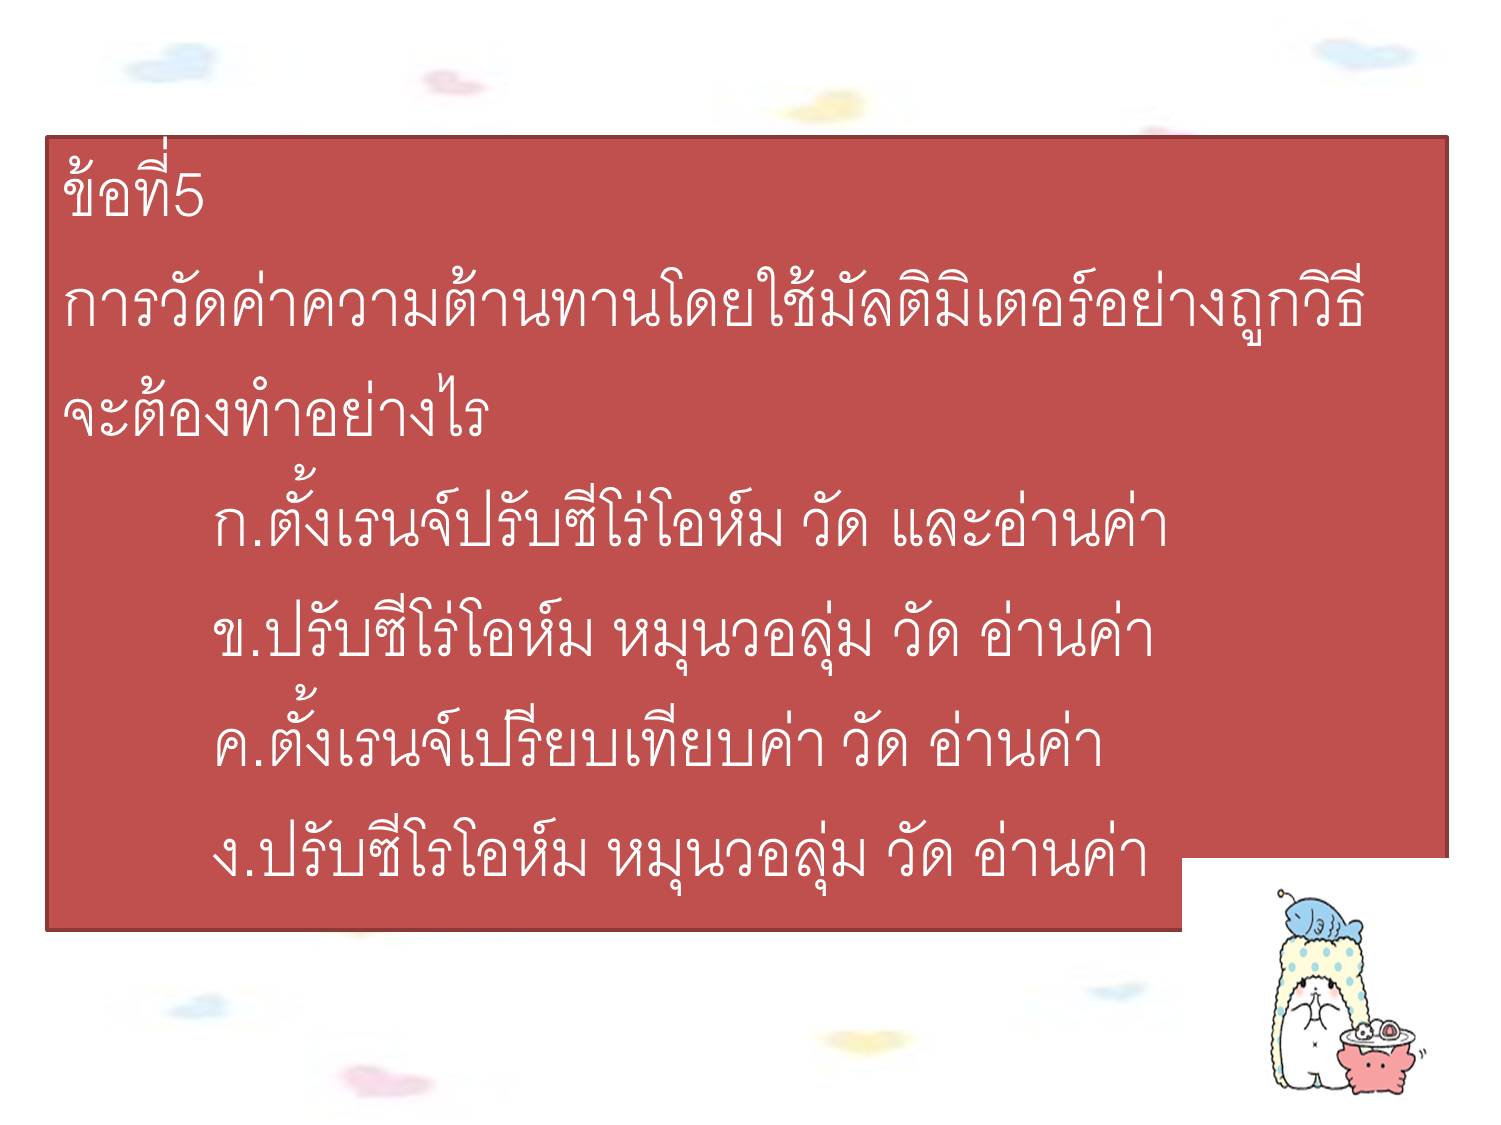 ข้อที่5
การวัดค่าความต้านทานโดยใช้มัลติมิเตอร์อย่างถูกวิธี
จะต้องทำอย่างไร
ก.ตั้งเรนจ์ปรับซีโร่โอห์ม วัด และอ่านค่า
ข.ปรับซีโร่โอห์ม หมุนวอลุ่ม วัด อ่านค่า
ค.ตั้งเรนจ์เปรียบเทียบค่า วัด อ่านค่า
ง.ปรับซีโรโอห์ม หมุนวอลุ่ม วัด อ่านค่า